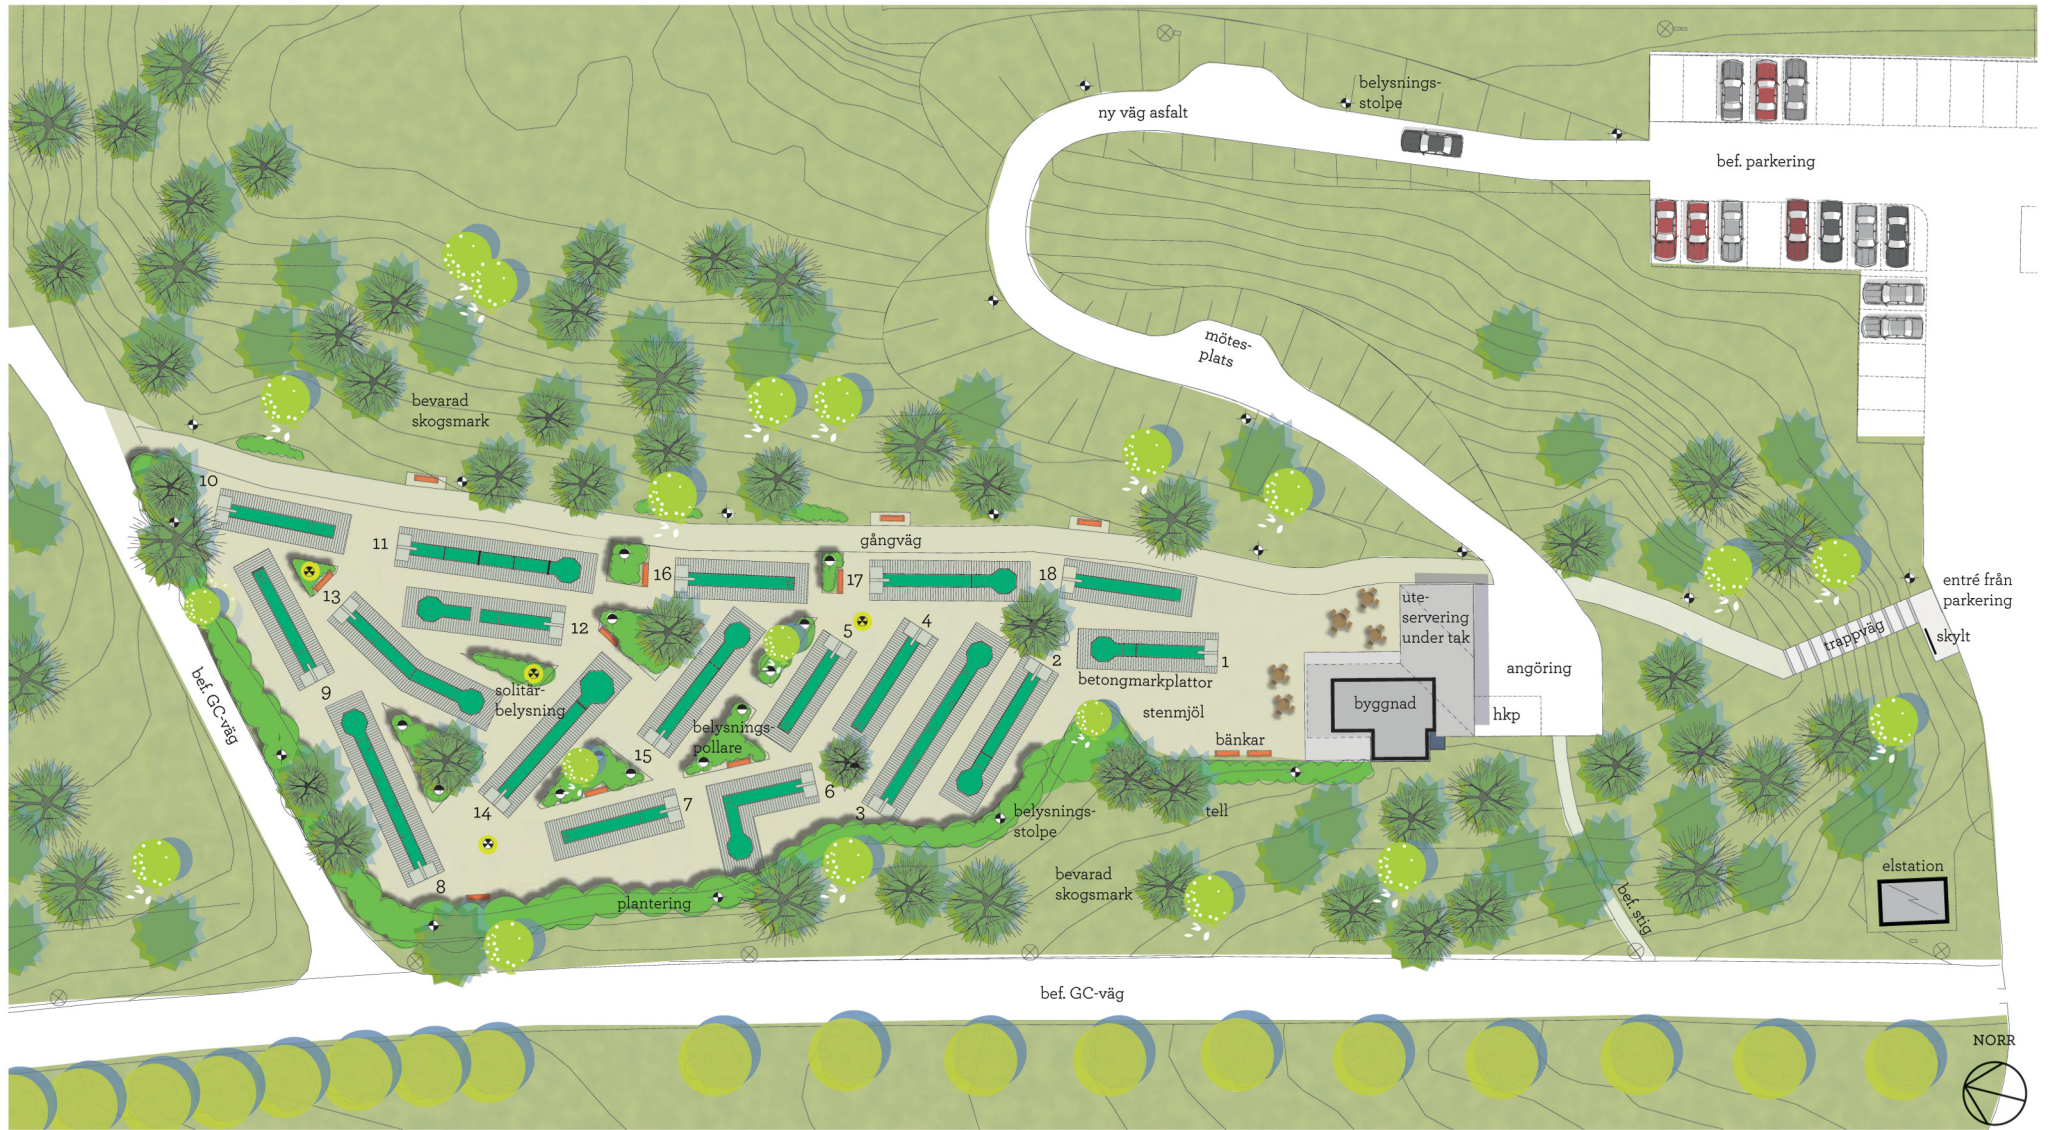 belysnings-
stolpe
ny väg asfalt
bef. parkering
mötes-
plats
bevarad
skogsmark
10
11
gångväg
16
17
18
13
12
entré från
parkering
skylt
trappväg
ute-
servering
under tak
angöring
5
4
2
1
betongmarkplattor
9
solitär-
belysning
bef. GC-väg
stenmjöl
byggnad
hkp
belysnings-
pollare
bänkar
15
14
7
6
3
belysnings-
stolpe
tell
8
plantering
bevarad
skogsmark
elstation
bef. stig
bef. GC-väg
NORR